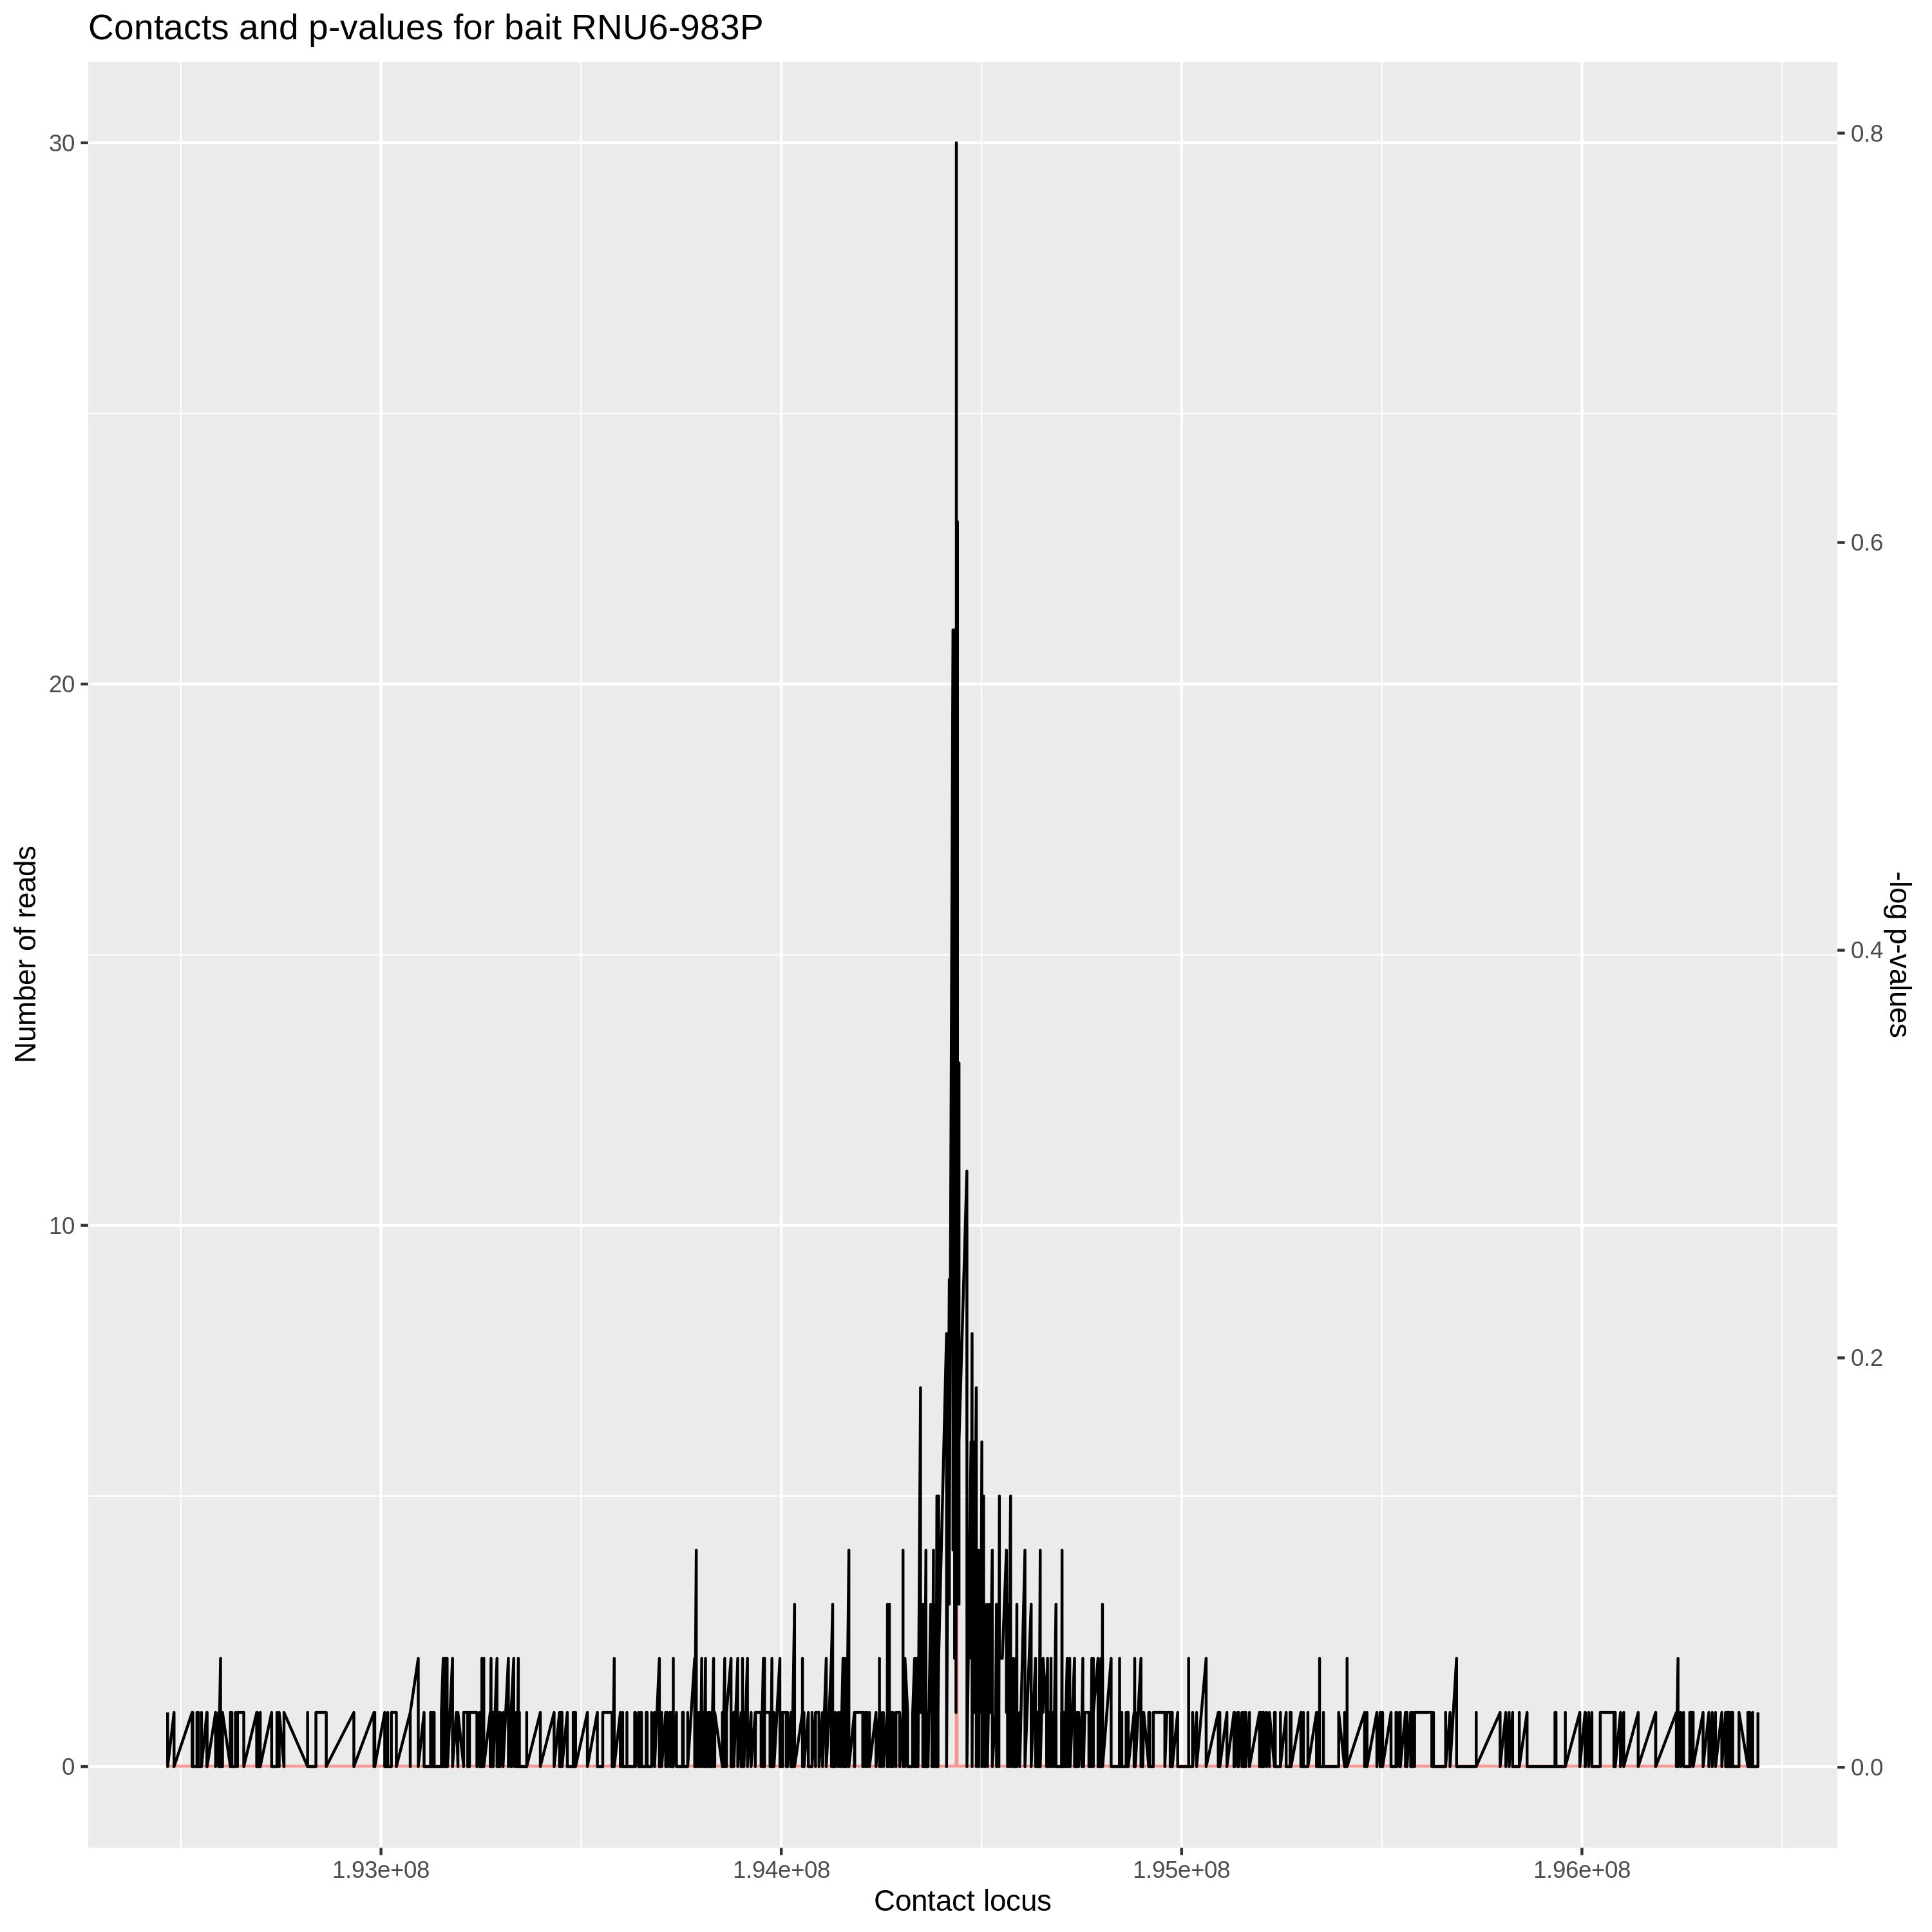 Contacts and p-values for bait RNU6-983P
30
20
10
0
Number of reads
0.8
0.6
0.4
0.2
0.0
-log p-values
1.93e+08
1.94e+08
1.95e+08
1.96e+08
Contact locus